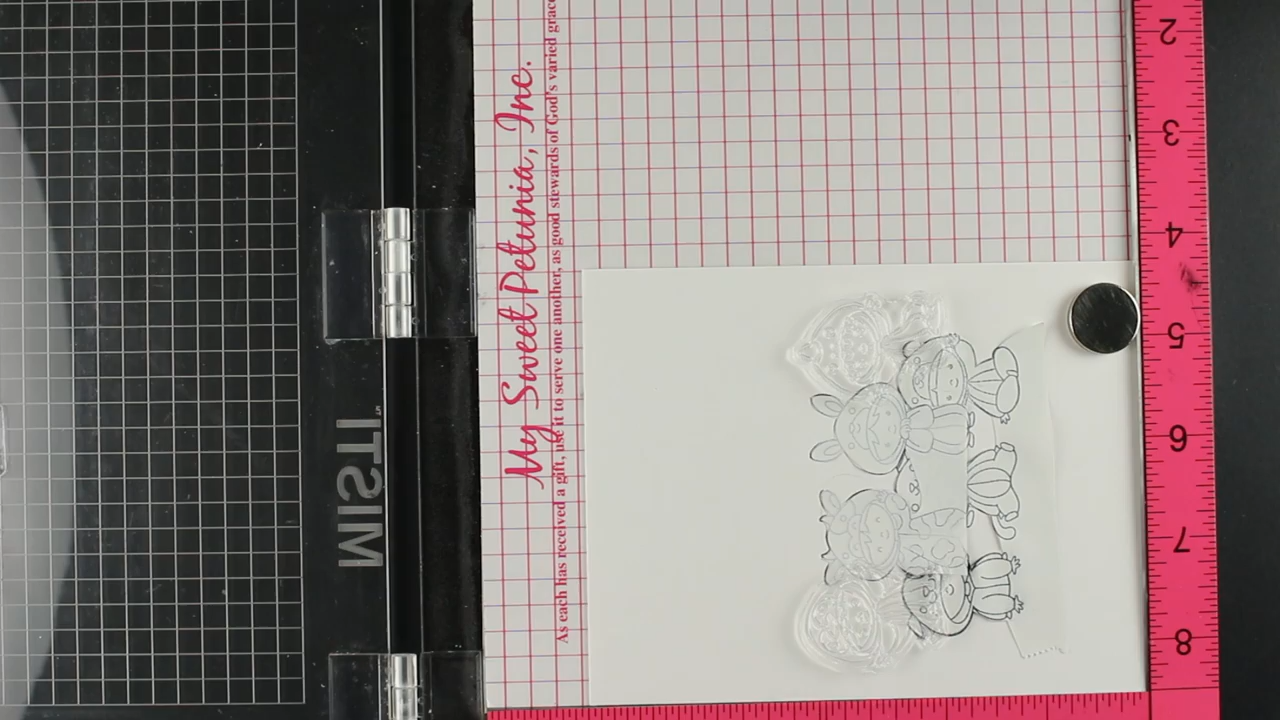 My Sweet Petunia, Inc.
As each has received a gift, use it to serve one another, as good stewards of God's varied grace
MISTI
2
3
4
5
6
7
8